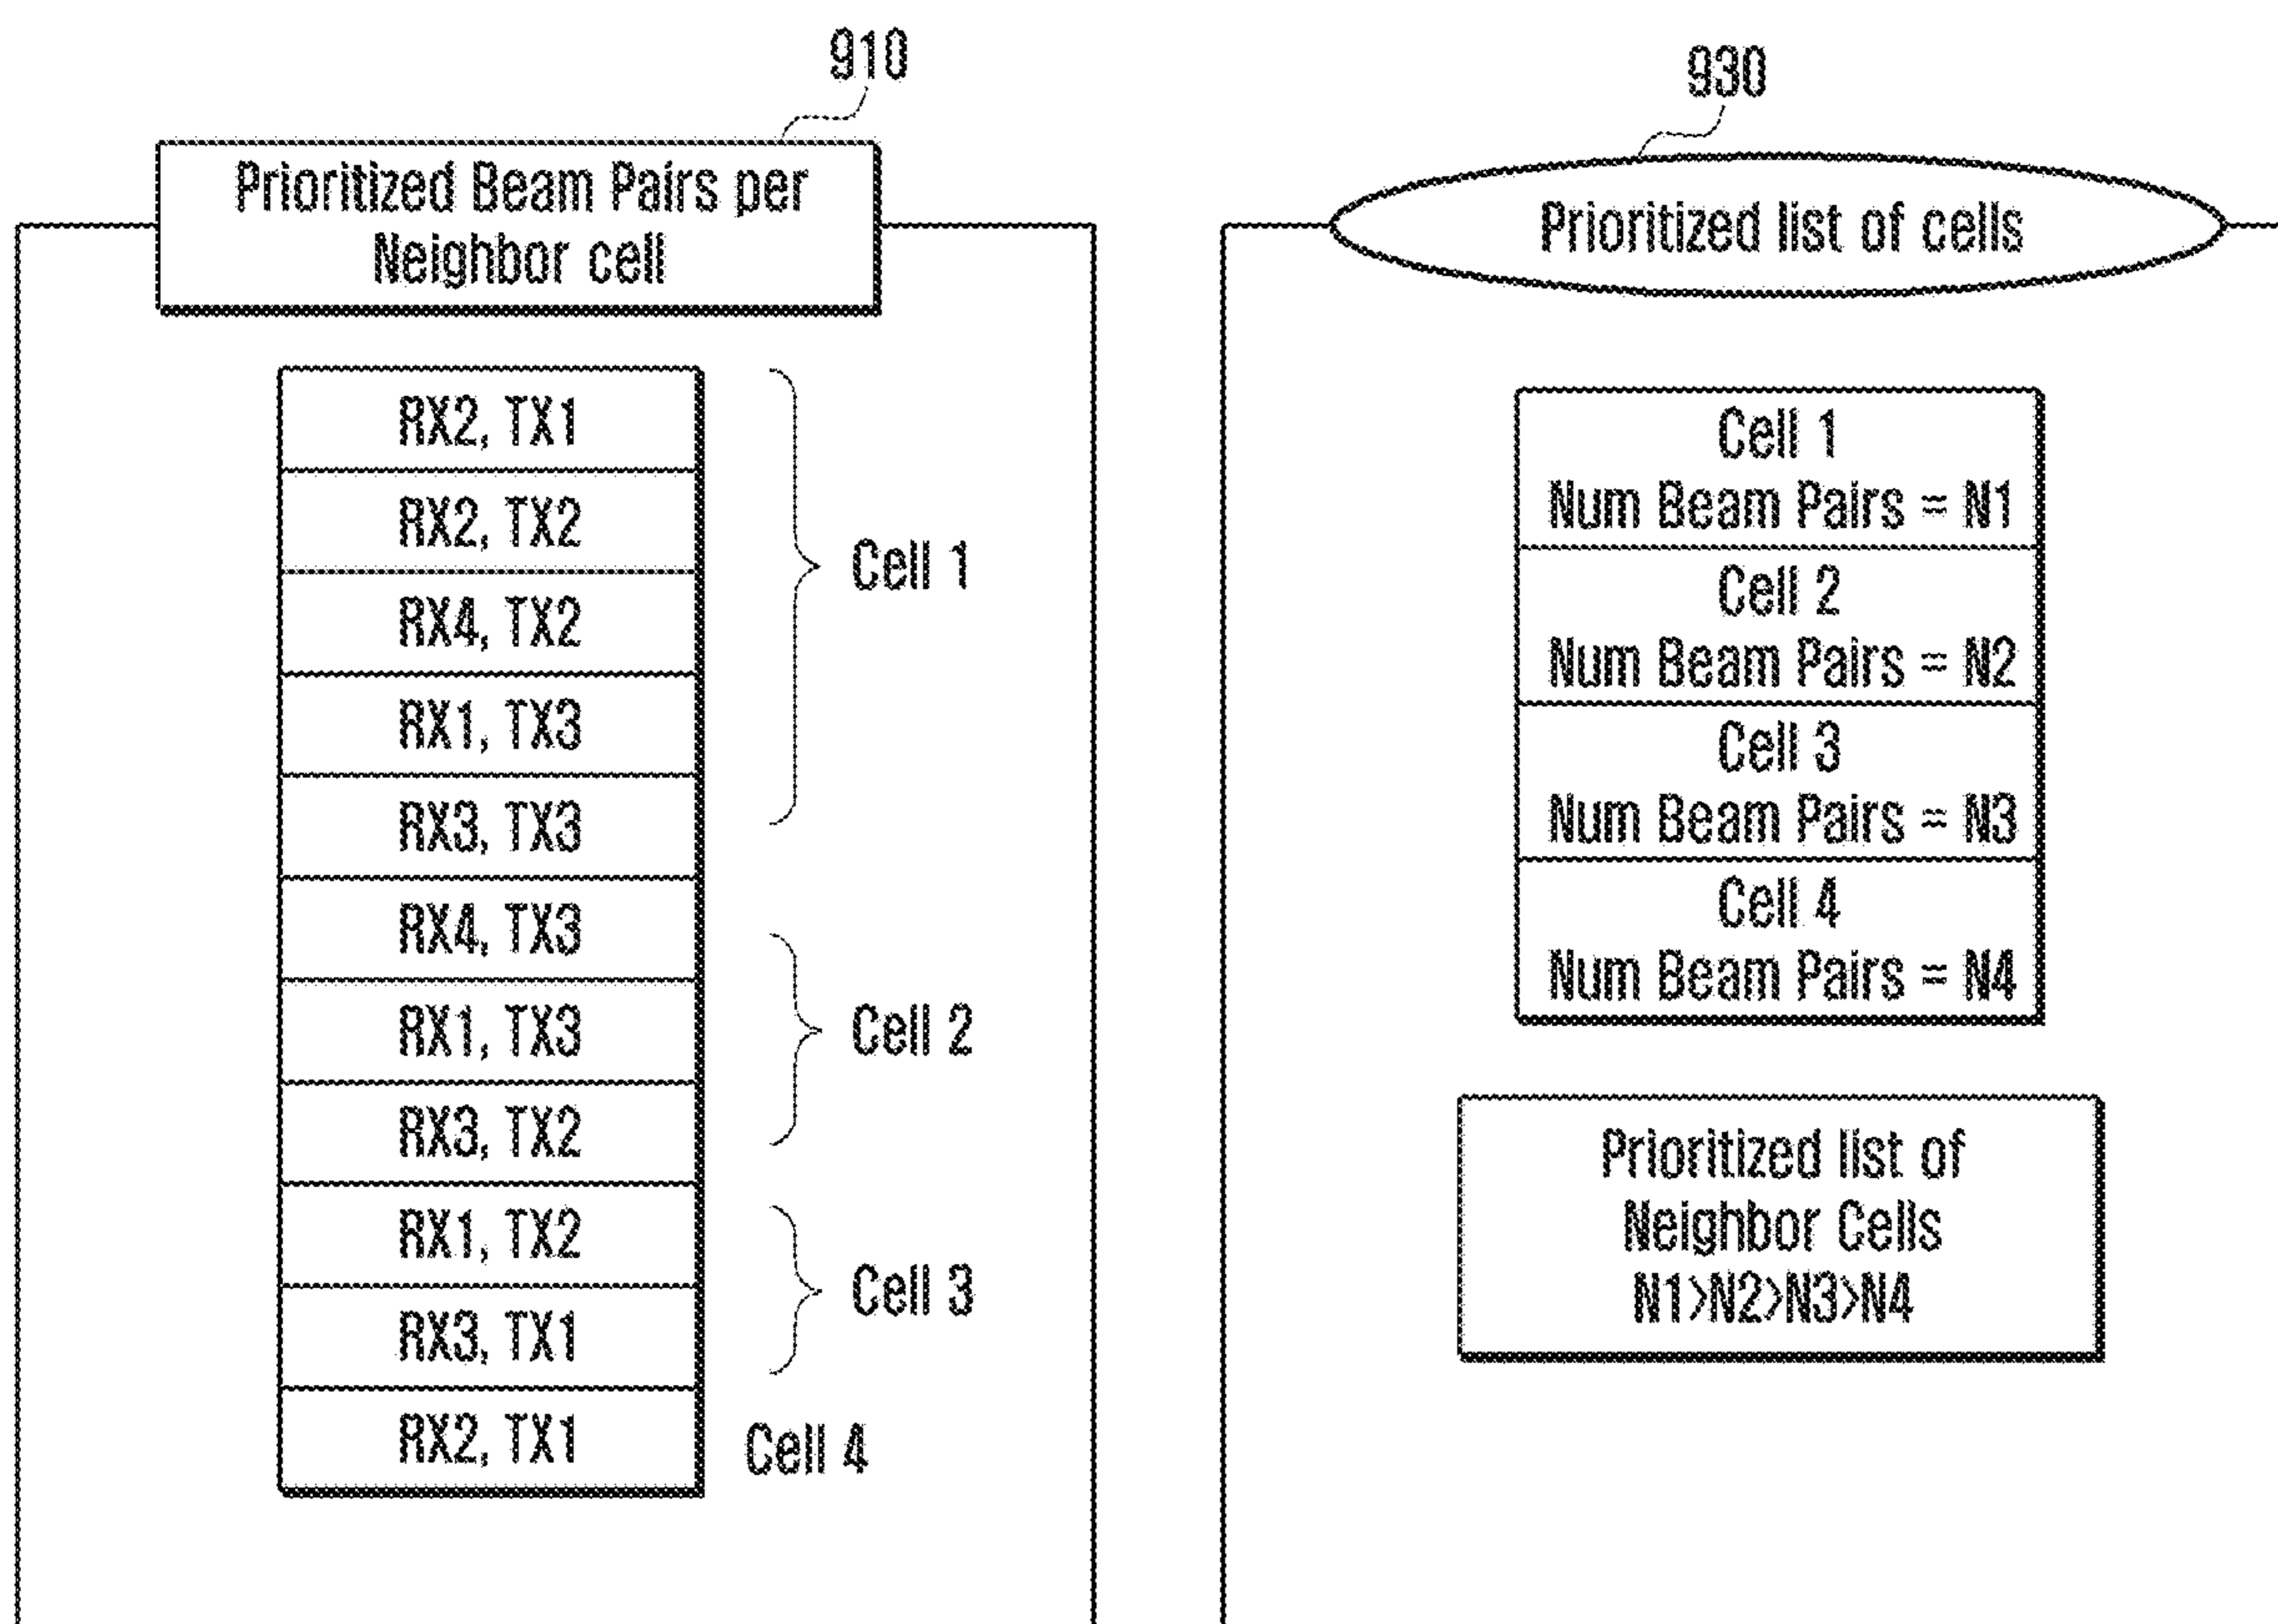 910
Prioritized Beam Pairs per
Neighbor cell
RX2, TX1
RX2, TX2
RX4, TX2
RX1, TX3
RX3, TX3
Cell 1
RX4, TX3
RX1, TX3
RX3, TX2
Cell 2
RX1, TX2
RX3, TX1
Cell 3
RX2, TX1
Cell 4
930
Prioritized list of cells
Cell 1
Num Beam Pairs = N1
Cell 2
Num Beam Pairs = N2
Cell 3
Num Beam Pairs = N3
Cell 4
Num Beam Pairs = N4
Prioritized list of
Neighbor Cells
N1>N2>N3>N4